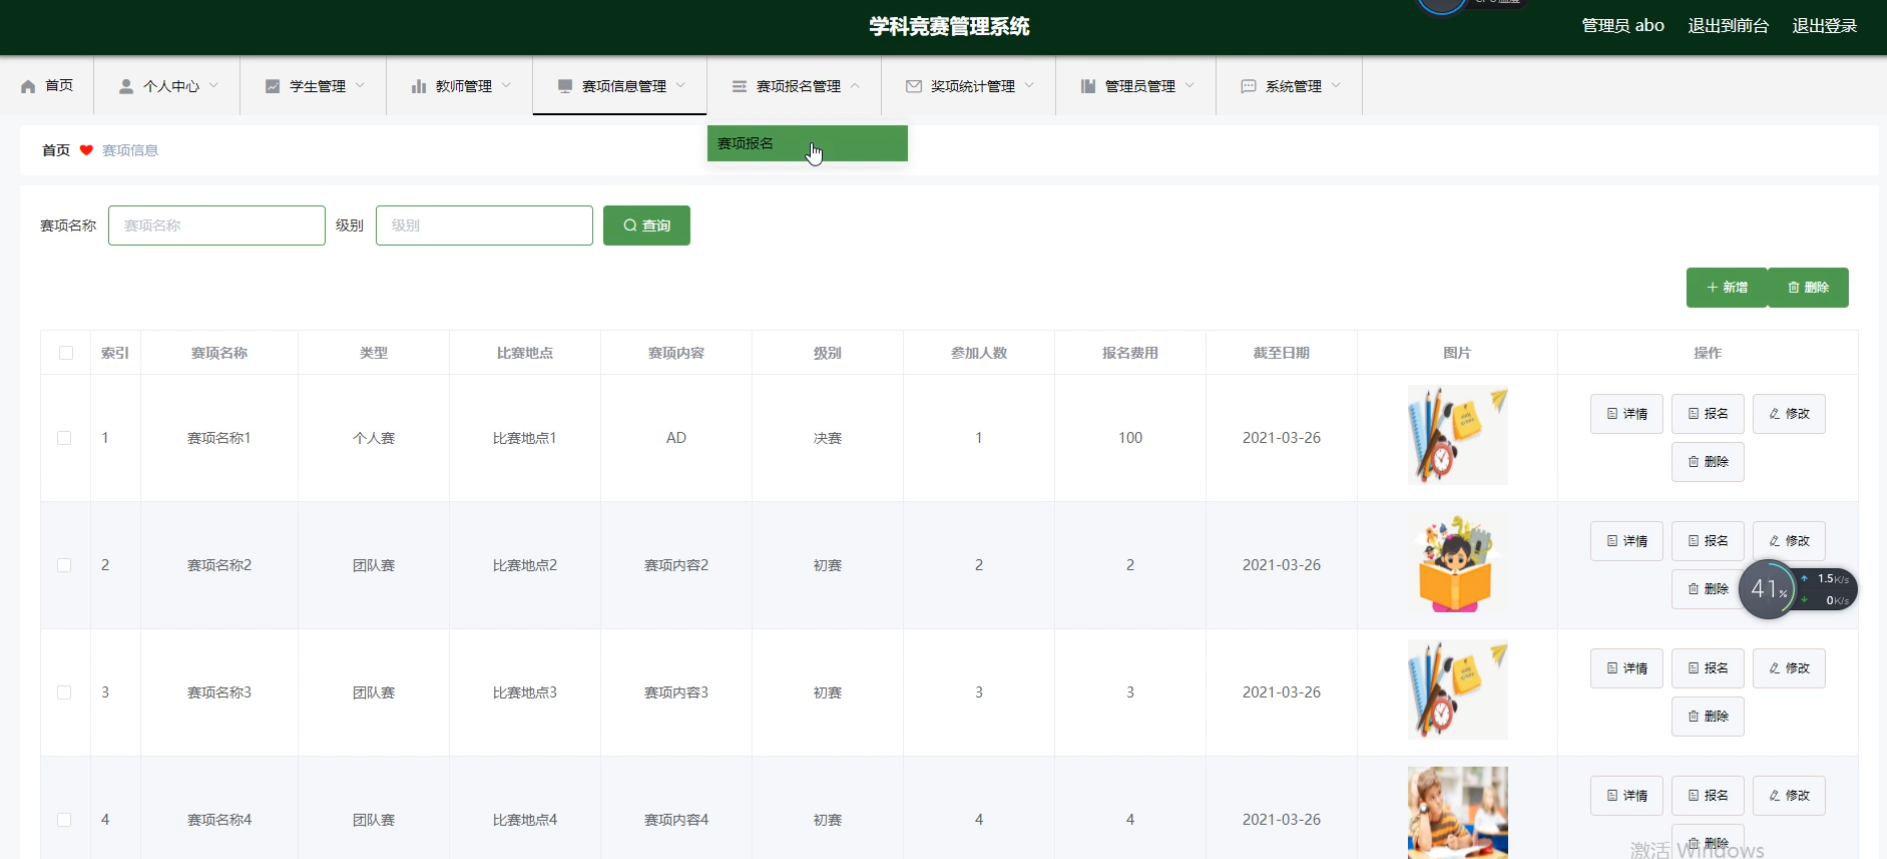 学科竞赛管理系统
管理员 abo 退出到前台 退出登录
首页 个人中心 学生管理 教师管理 赛项信息管理 赛项报名管理 奖项统计管理 管理员管理 系统管理
赛项报名
首页 赛项信息
赛项名称 赛项名称 级别 级别 查询
新增 删除
索引 赛项名称 类型 比赛地点 赛项内容 级别 参加人数 报名费用 截至日期 图片 操作
1 赛项名称1 个人赛 比赛地点1 AD 决赛 1 100 2021-03-26 详情 报名 修改
删除
2 赛项名称2 团队赛 比赛地点2 赛项内容2 初赛 2 2 2021-03-26 详情 报名 修改
删除
41% 1.5K/s
0K/s
3 赛项名称3 团队赛 比赛地点3 赛项内容3 初赛 3 3 2021-03-26 详情 报名 修改
删除
4 赛项名称4 团队赛 比赛地点4 赛项内容4 初赛 4 4 2021-03-26 详情 报名 修改
删除
激活 Windows